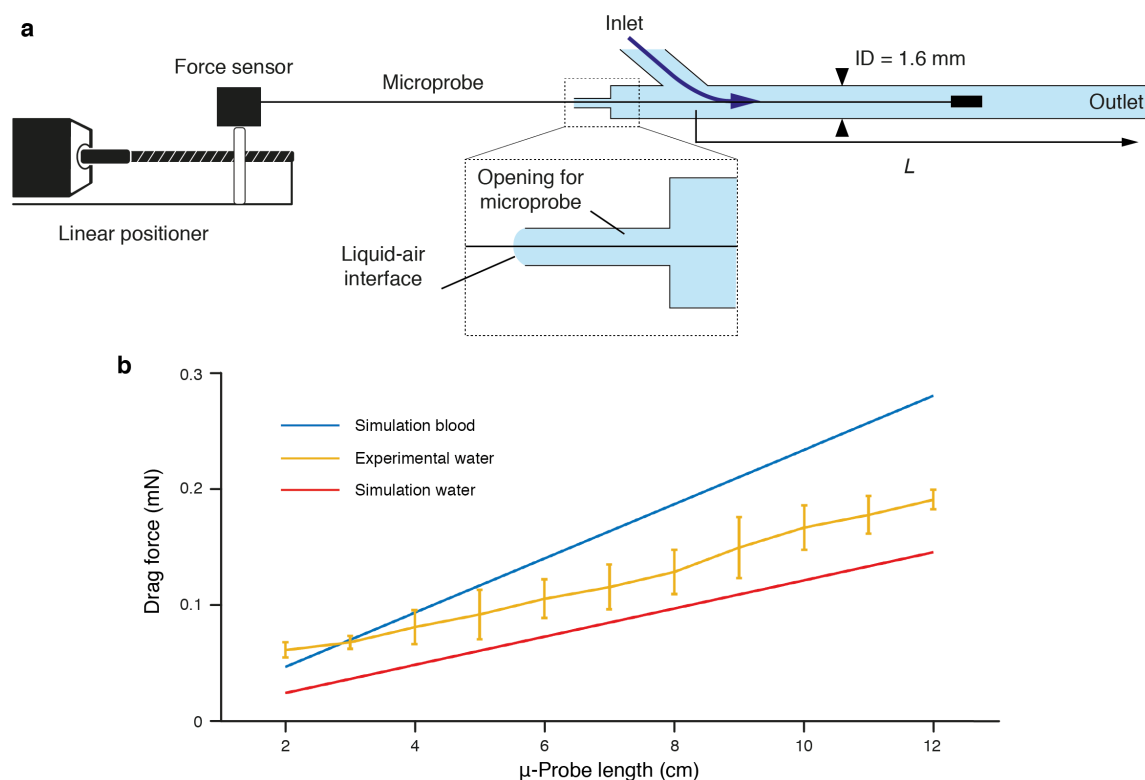 a
Inlet
ID = 1.6 mm
Force sensor
Microprobe
Outlet
L
Opening for
microprobe
Linear positioner
Liquid-air
interface
b
0.3
Simulation blood
Experimental water
0.2
Simulation water
Drag force (mN)
0.1
0
2
4
6
8
10
12
μ-Probe length (cm)